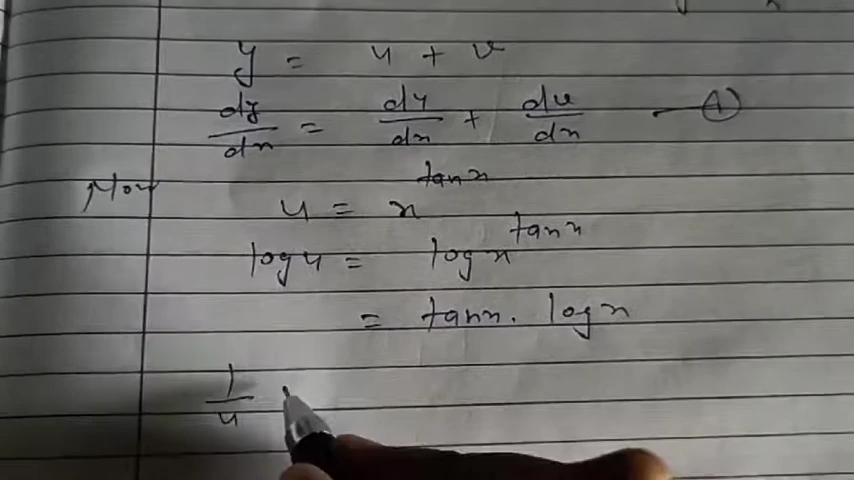 y = u + v
dy/dx = du/dx + dv/dx — ①
Now u = x^tanx
log u = log x^tanx
= tanx . log x
1/u